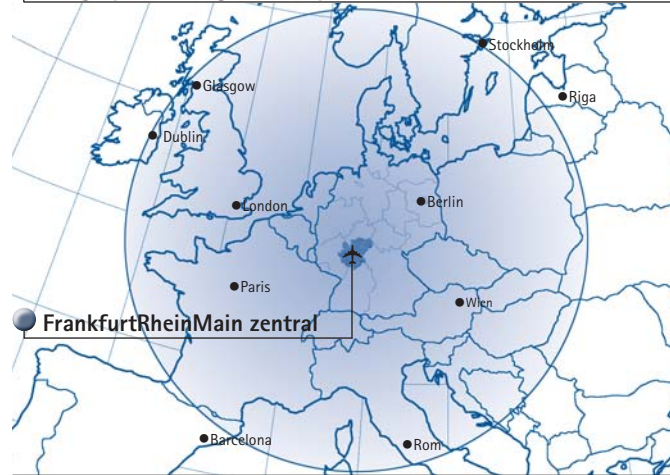 Stockholm
Glasgow
Riga
Dublin
London
Berlin
Paris
Wien
FrankfurtRheinMain zentral
Barcelona
Rom